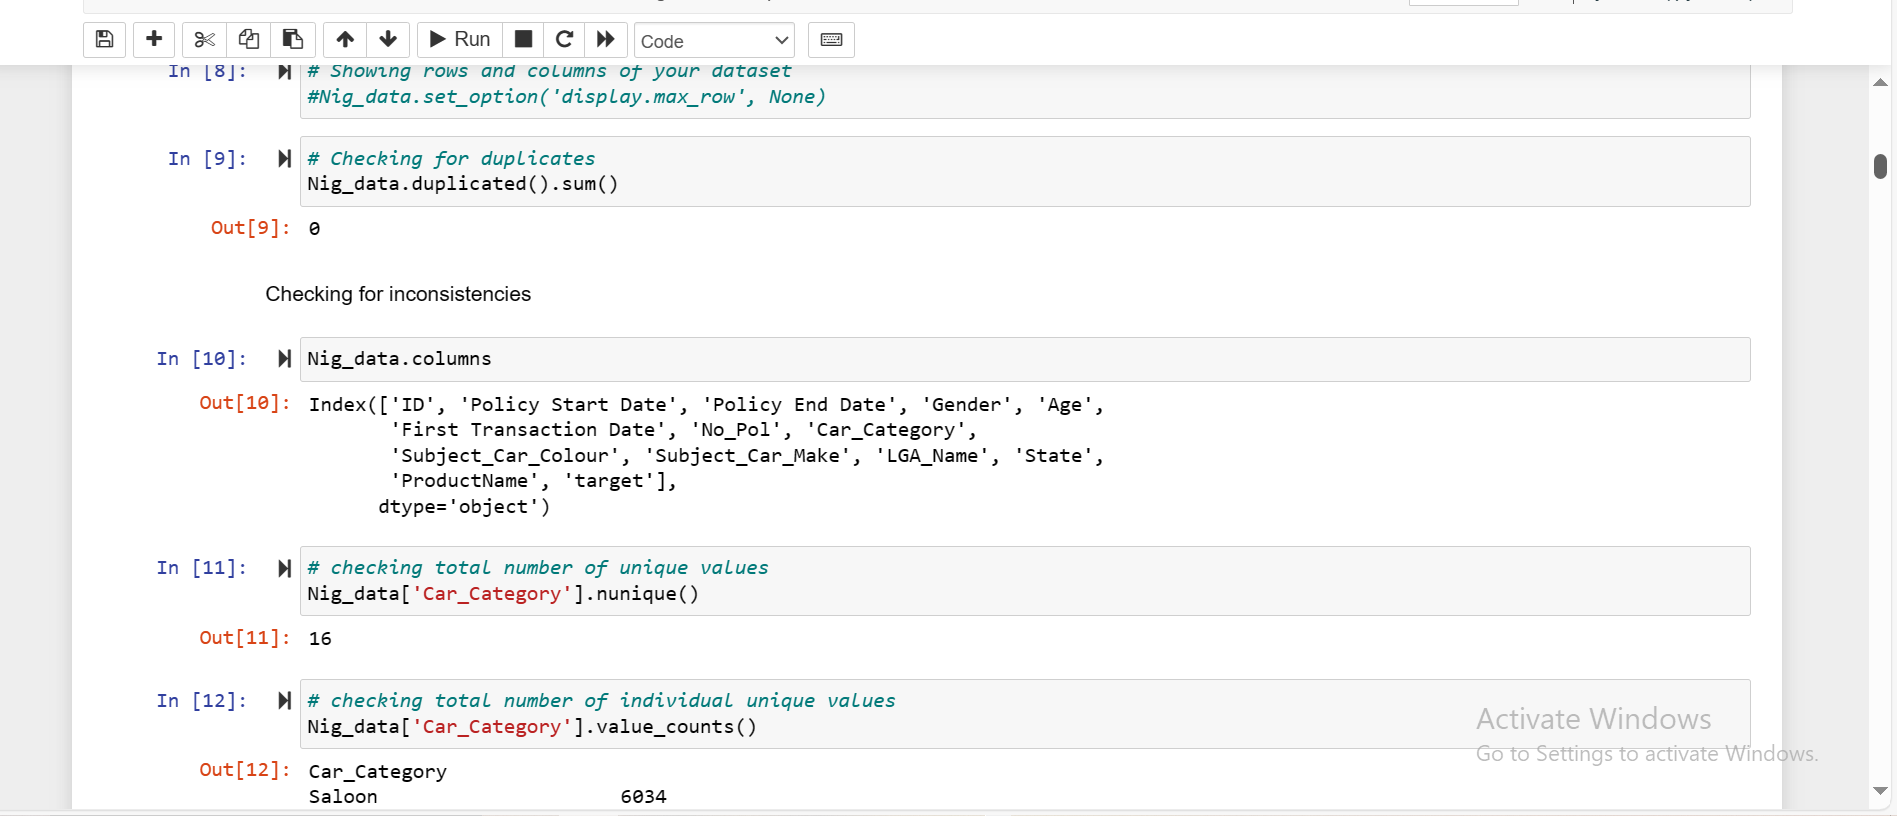 Run
Code
In [8]:
# Showing rows and columns of your dataset
#Nig_data.set_option('display.max_row', None)
In [9]:
# Checking for duplicates
Nig_data.duplicated().sum()
Out[9]: 0
Checking for inconsistencies
In [10]:
Nig_data.columns
Out[10]: Index(['ID', 'Policy Start Date', 'Policy End Date', 'Gender', 'Age',
'First Transaction Date', 'No_Pol', 'Car_Category',
'Subject_Car_Colour', 'Subject_Car_Make', 'LGA_Name', 'State',
'ProductName', 'target'],
dtype='object')
In [11]:
# checking total number of unique values
Nig_data['Car_Category'].nunique()
Out[11]: 16
In [12]:
# checking total number of individual unique values
Nig_data['Car_Category'].value_counts()
Out[12]: Car_Category
Saloon 6034
Activate Windows
Go to Settings to activate Windows.